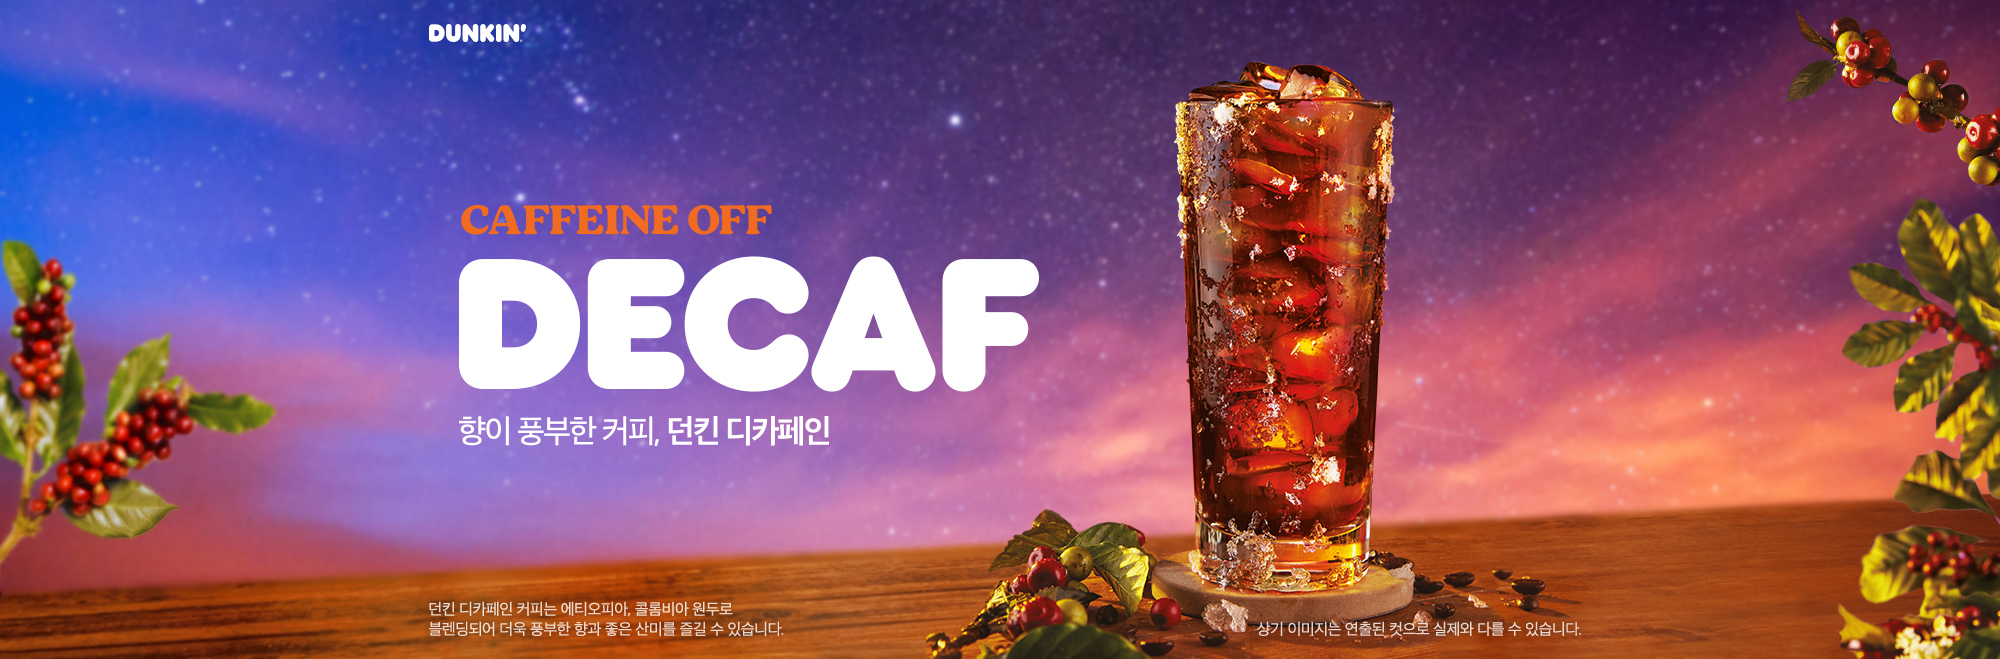 DUNKIN'
CAFFEINE OFF
DECAF
향이 풍부한 커피, 던킨 디카페인
던킨 디카페인 커피는 에티오피아, 콜롬비아 원두로
블렌딩되어 더욱 풍부한 향과 좋은 산미를 즐길 수 있습니다.
상기 이미지는 연출된 컷으로 실제와 다를 수 있습니다.